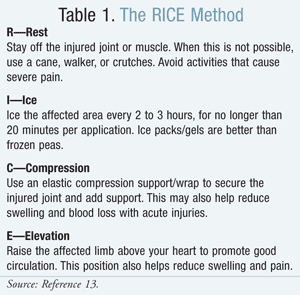 Table 1. The RICE Method
R—Rest
Stay off the injured joint or muscle. When this is not possible,
use a cane, walker, or crutches. Avoid activities that cause
severe pain.
I—Ice
Ice the affected area every 2 to 3 hours, for no longer than
20 minutes per application. Ice packs/gels are better than
frozen peas.
C—Compression
Use an elastic compression support/wrap to secure the
injured joint and add support. This may also help reduce
swelling and blood loss with acute injuries.
E—Elevation
Raise the affected limb above your heart to promote good
circulation. This position also helps reduce swelling and pain.
Source: Reference 13.